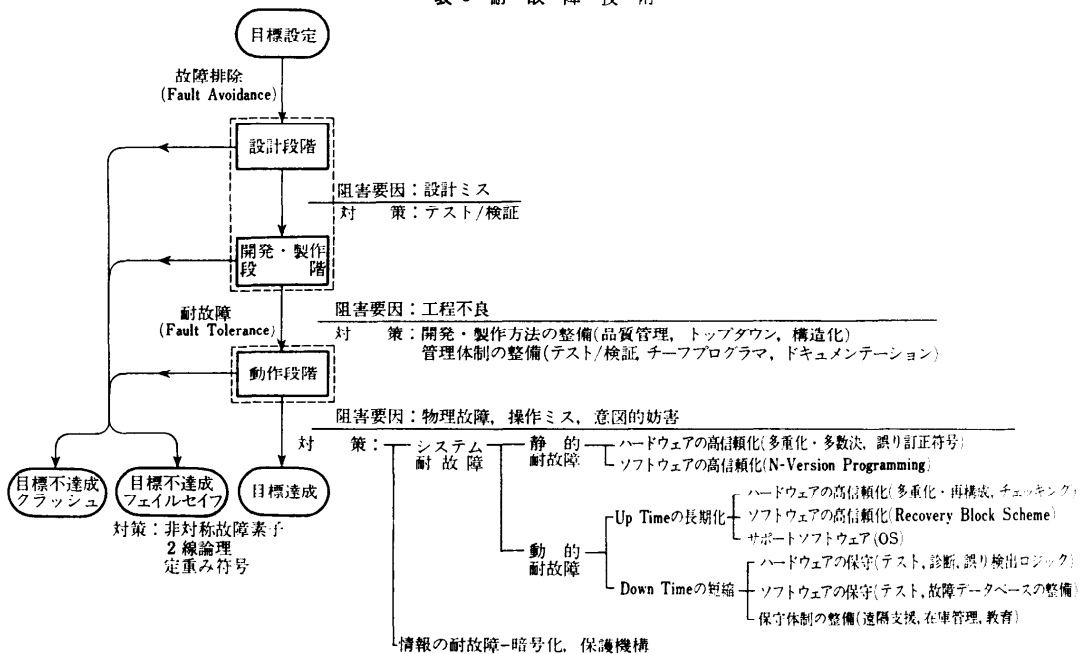 耐 故 障 技 術
目標設定
故障排除
(Fault Avoidance)
設計段階
阻害要因：設計ミス
対　策：テスト/検証
開発・製作
段　階
耐故障
(Fault Tolerance)
阻害要因：工程不良
対　策：開発・製作方法の整備(品質管理, トップダウン, 構造化)
管理体制の整備(テスト/検証, チーフプログラマ, ドキュメンテーション)
動作段階
阻害要因：物理故障, 操作ミス, 意図的妨害
対　策：
システム
耐故障
静 的
耐故障
ハードウェアの高信頼化(多重化・多数決, 誤り訂正符号)
ソフトウェアの高信頼化(N-Version Programming)
動 的
耐故障
Up Timeの長期化
ハードウェアの高信頼化(多重化・再構成, チェッキング)
ソフトウェアの高信頼化(Recovery Block Scheme)
サポートソフトウェア(OS)
Down Timeの短縮
ハードウェアの保守(テスト, 診断, 誤り検出ロジック)
ソフトウェアの保守(テスト, 故障データベースの整備)
保守体制の整備(遠隔支援, 在庫管理, 教育)
情報の耐故障-暗号化, 保護機構
目標不達成
クラッシュ
目標不達成
フェイルセイフ
目標達成
対策：非対称故障素子
2 線論理
定重み符号